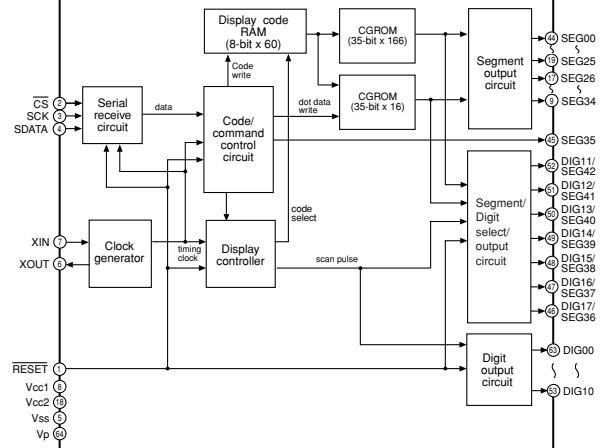 Display code
RAM
(8-bit x 60)
CGROM
(35-bit x 166)
Segment
output
circuit
44 SEG00
19 SEG25
17 SEG26
9 SEG34
Code
write
CS 2
SCK 3
SDATA 4
Serial
receive
circuit
data
Code/
command
control
circuit
dot data
write
CGROM
(35-bit x 16)
45 SEG35
52 DIG11/
SEG42
51 DIG12/
SEG41
50 DIG13/
SEG40
49 DIG14/
SEG39
48 DIG15/
SEG38
47 DIG16/
SEG37
46 DIG17/
SEG36
Segment/
Digit
select/
output
circuit
code
select
XIN 7
XOUT 6
Clock
generator
timing
clock
Display
controller
scan pulse
RESET 1
Vcc1 8
Vcc2 18
Vss 5
Vp 64
Digit
output
circuit
63 DIG00
53 DIG10